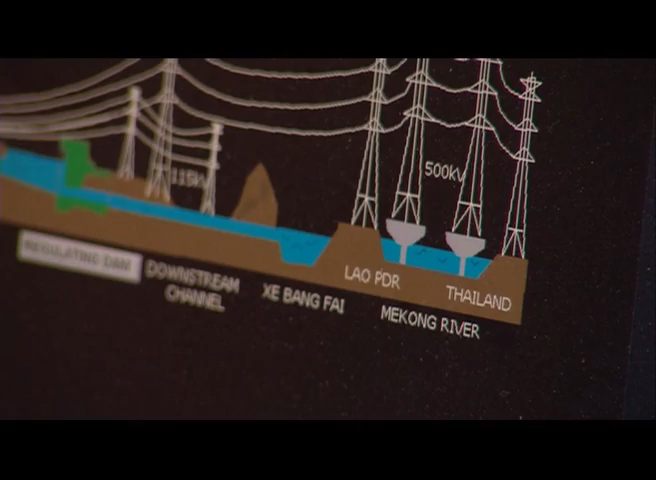 500kV
115kV
REGULATING DAM
DOWNSTREAM
CHANNEL
XE BANG FAI
LAO PDR
THAILAND
MEKONG RIVER